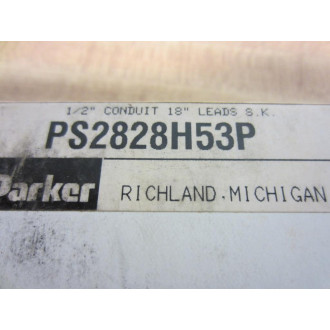 1/2" CONDUIT 18" LEADS S.K.
PS2828H53P
Parker RICHLAND, MICHIGAN